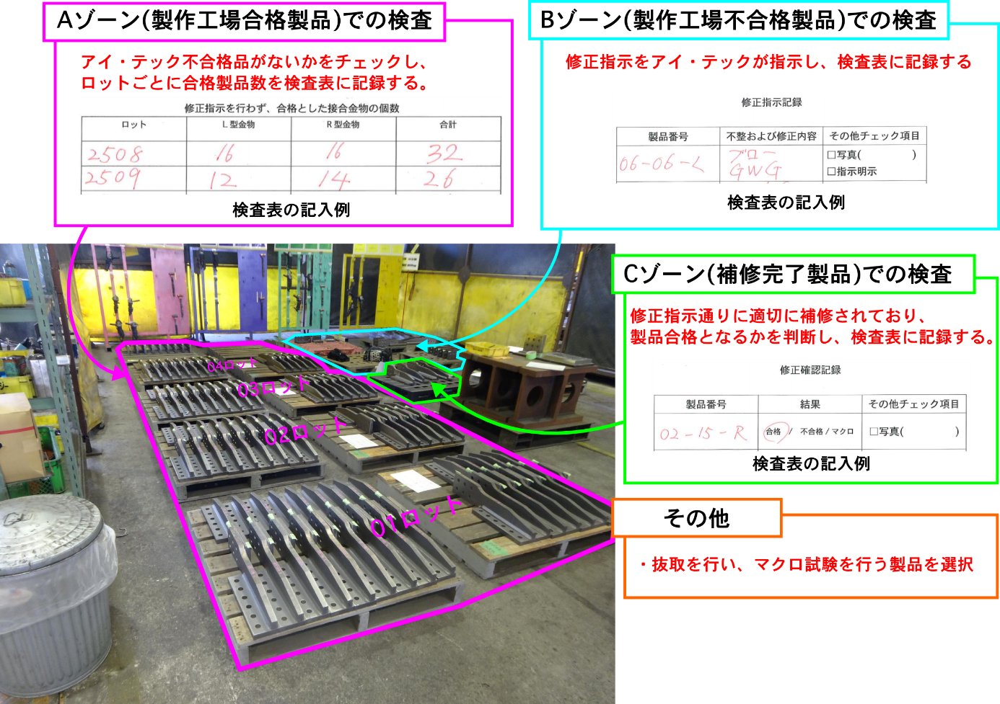 Aゾーン(製作工場合格製品)での検査
アイ・テック不合格品がないかをチェックし、
ロットごとに合格製品数を検査表に記録する。
修正指示を行わず、合格とした接合金物の個数
ロット L型金物 R型金物 合計
2508 16 16 32
2509 12 14 26
検査表の記入例
Bゾーン(製作工場不合格製品)での検査
修正指示をアイ・テックが指示し、検査表に記録する
修正指示記録
製品番号 不整および修正内容 その他チェック項目
06-06-L ブロー □写真( )
GWG □指示明示
検査表の記入例
Cゾーン(補修完了製品)での検査
修正指示通りに適切に補修されており、
製品合格となるかを判断し、検査表に記録する。
修正確認記録
製品番号 結果 その他チェック項目
02-15-R 合格 / 不合格 / マクロ □写真( )
検査表の記入例
04ロット
03ロット
02ロット
01ロット
その他
・抜取を行い、マクロ試験を行う製品を選択